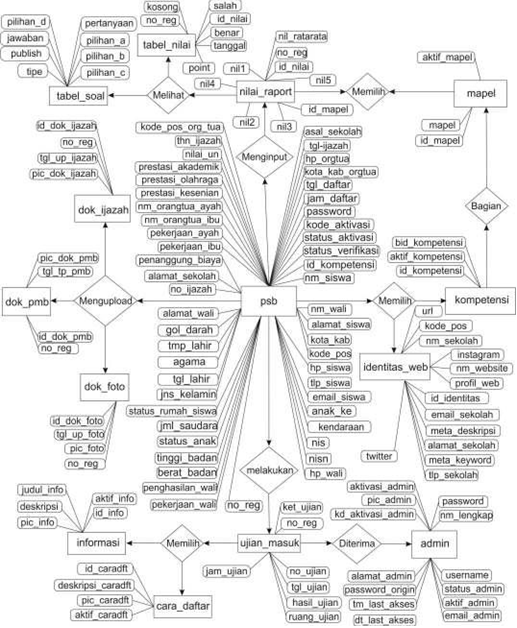 pilihan_d
jawaban
publish
tipe
pertanyaan
pilihan_a
pilihan_b
pilihan_c
tabel_soal
kosong
no_reg
salah
id_nilai
benar
tanggal
tabel_nilai
point
Melihat
nil_ratarata
no_reg
id_nilai
nil1
nil4
nil5
nilai_raport
nil2
nil3
id_mapel
Memilih
aktif_mapel
mapel
mapel
id_mapel
id_dok_ijazah
no_reg
tgl_up_ijazah
pic_dok_ijazah
dok_ijazah
kode_pos_org_tua
thn_ijazah
nilai_un
prestasi_akademik
prestasi_olahraga
prestasi_kesenian
nm_orangtua_ayah
nm_orangtua_ibu
pekerjaan_ayah
pekerjaan_ibu
penanggung_biaya
alamat_sekolah
no_ijazah
Menginput
asal_sekolah
tgl-ijazah
hp_orgtua
kota_kab_orgtua
tgl_daftar
jam_daftar
password
kode_aktivasi
status_aktivasi
status_verifikasi
id_kompetensi
nm_siswa
Bagian
bid_kompetensi
aktif_kompetensi
id_kompetensi
pic_dok_pmb
tgl_tp_pmb
dok_pmb
Mengupload
id_dok_pmb
no_reg
psb
Memilih
kompetensi
url
kode_pos
nm_sekolah
identitas_web
instagram
nm_website
profil_web
id_identitas
email_sekolah
meta_deskripsi
alamat_sekolah
meta_keyword
tlp_sekolah
twitter
dok_foto
id_dok_foto
tgl_up_foto
pic_foto
no_reg
alamat_wali
gol_darah
tmp_lahir
agama
tgl_lahir
jns_kelamin
status_rumah_siswa
jml_saudara
status_anak
tinggi_badan
berat_badan
penghasilan_wali
pekerjaan_wali
nm_wali
alamat_siswa
kota_kab
kode_pos
hp_siswa
tlp_siswa
email_siswa
anak_ke
kendaraan
nis
nisn
hp_wali
no_reg
melakukan
judul_info
deskripsi
pic_info
aktif_info
id_info
informasi
Memilih
ket_ujian
no_reg
ujian_masuk
jam_ujian
no_ujian
tgl_ujian
hasil_ujian
ruang_ujian
Diterima
aktivasi_admin
pic_admin
kd_aktivasi_admin
password
nm_lengkap
admin
alamat_admin
password_origin
tm_last_akses
dt_last_akses
username
status_admin
aktif_admin
email_admin
id_caradft
deskripsi_caradft
pic_caradft
aktif_caradft
cara_daftar